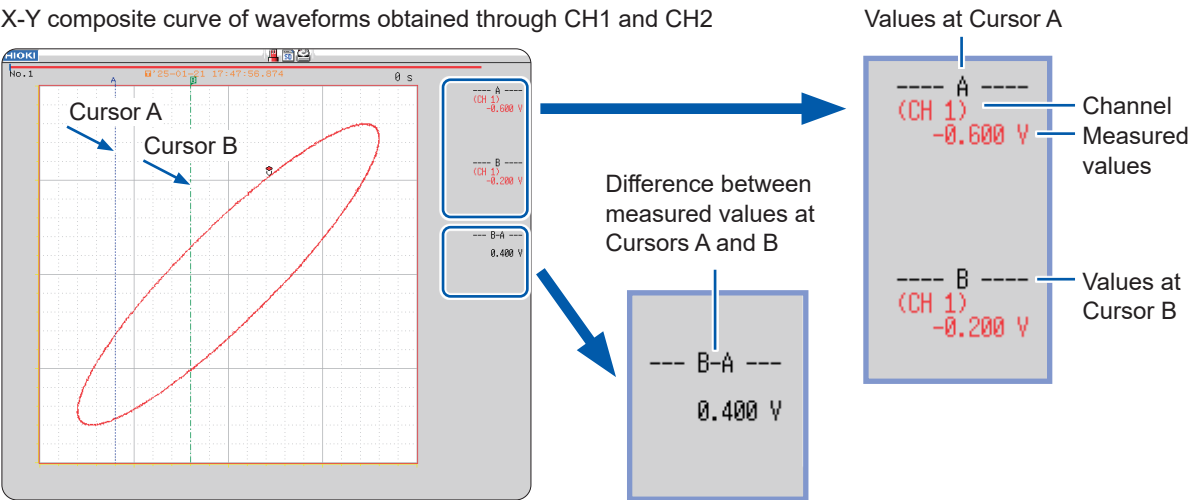 X-Y composite curve of waveforms obtained through CH1 and CH2
HIOKI
No.1
'25-01-21 17:47:56.874
0 s
A
B
Cursor A
Cursor B
---- A ----
(CH 1)
-0.600 V
---- B ----
(CH 1)
-0.200 V
--- B-A ---
0.400 V
Difference between
measured values at
Cursors A and B
--- B-A ---
0.400 V
Values at Cursor A
---- A ----
(CH 1)
-0.600 V
---- B ----
(CH 1)
-0.200 V
Channel
Measured
values
Values at
Cursor B